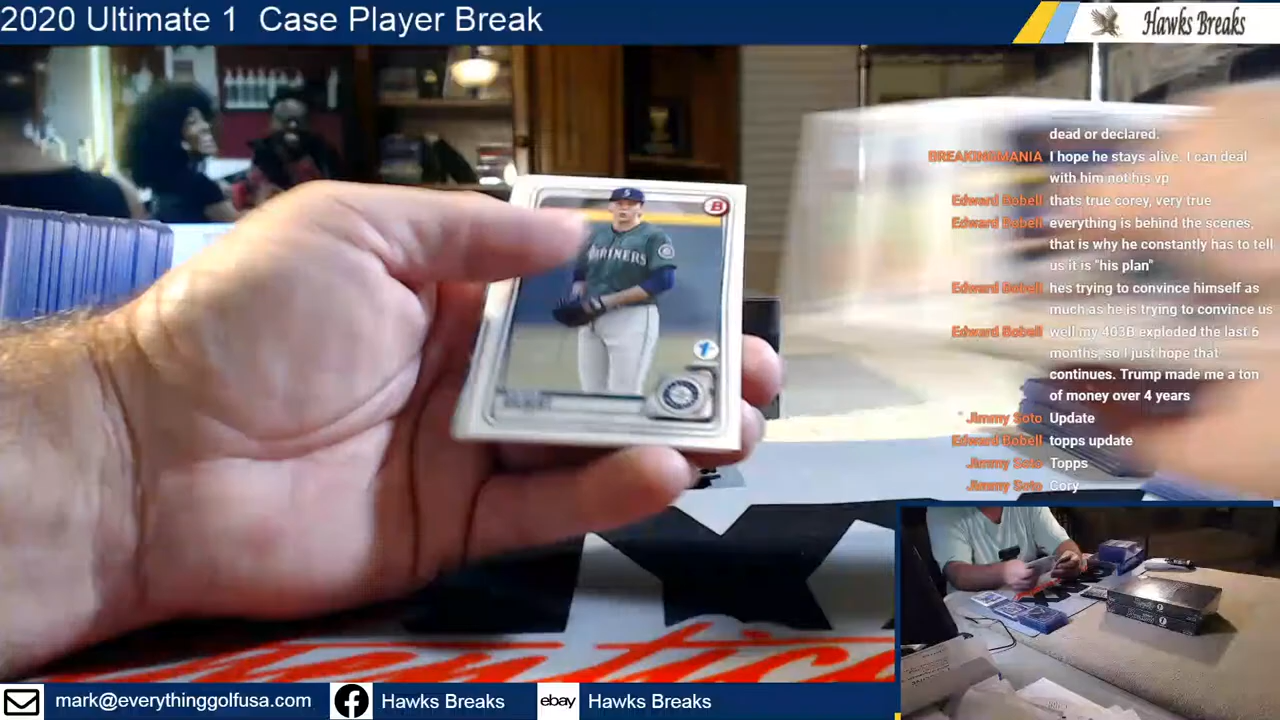 2020 Ultimate 1 Case Player Break
Hawks Breaks
dead or declared.
BREAKINGMANIA I hope he stays alive. I can deal
with him not his vp
Edward Bobell thats true corey, very true
Edward Bobell everything is behind the scenes,
that is why he constantly has to tell
us it is "his plan"
Edward Bobell hes trying to convince himself as
much as he is trying to convince us
Edward Bobell well my 403B exploded the last 6
months, so I just hope that
continues. Trump made me a ton
of money over 4 years
Jimmy Soto Update
Edward Bobell topps update
Jimmy Soto Topps
Jimmy Soto Cory
B
S
MARINERS
1st
mark@everythinggolfusa.com
Hawks Breaks
ebay
Hawks Breaks